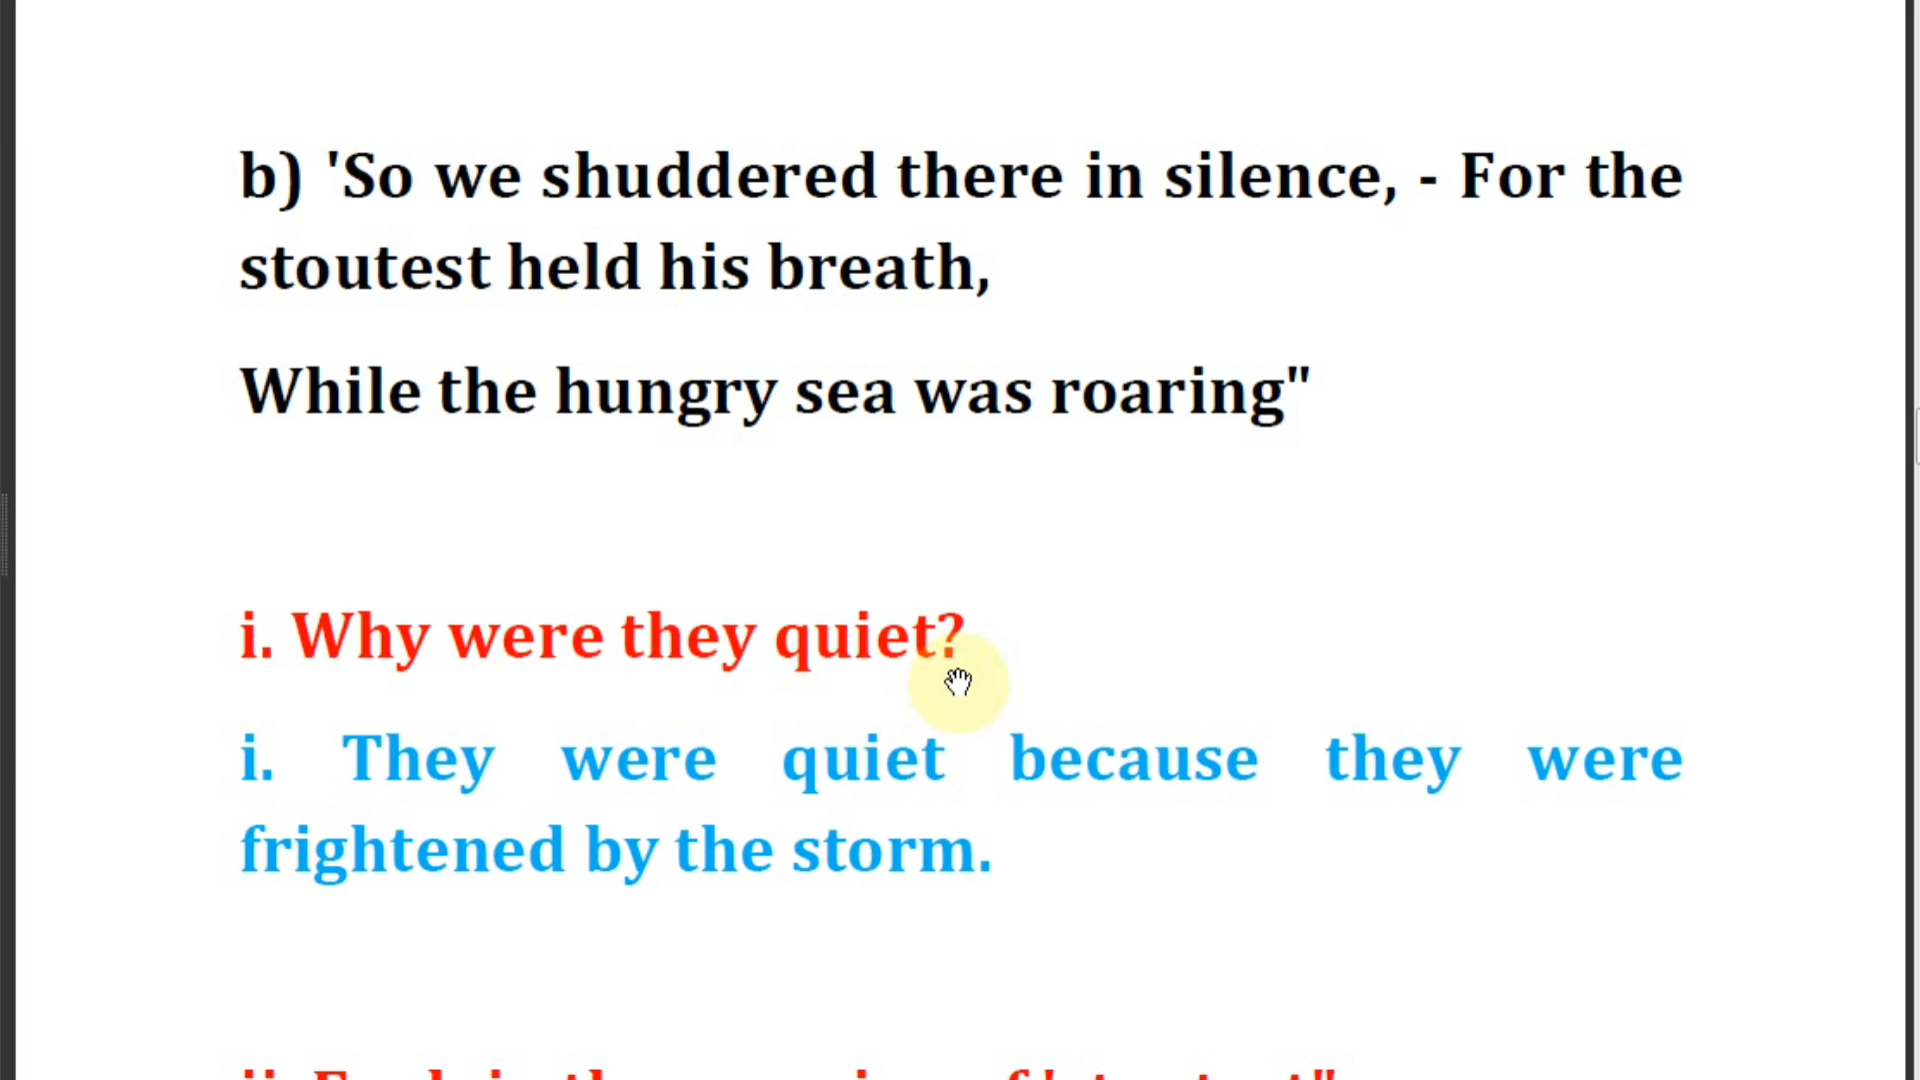 b) 'So we shuddered there in silence, - For the
stoutest held his breath,
While the hungry sea was roaring"
i. Why were they quiet?
i. They were quiet because they were
frightened by the storm.